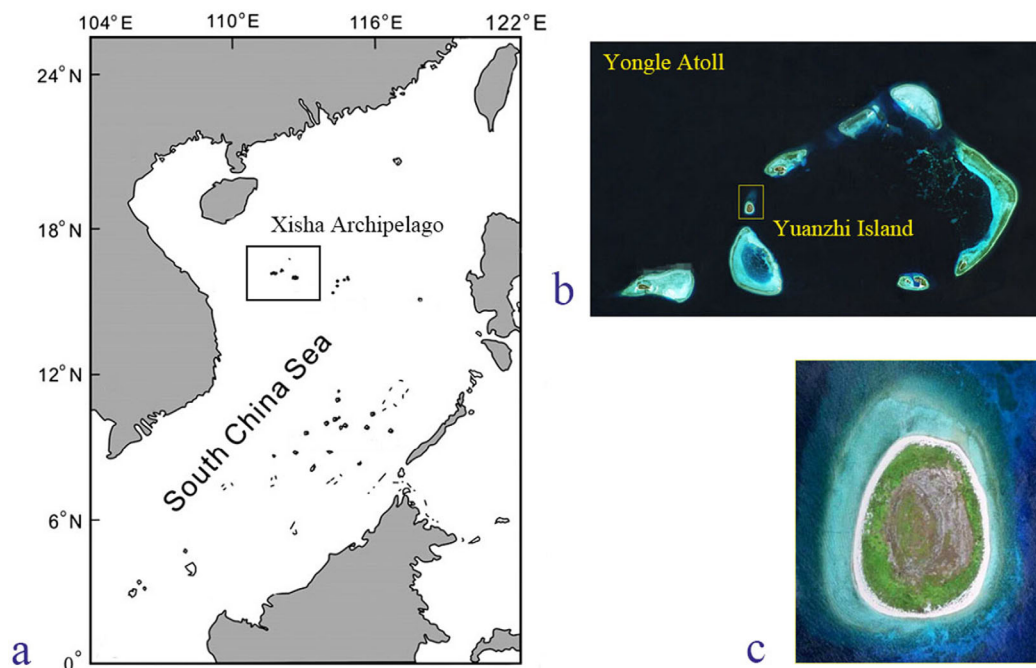 104°E
110°E
116°E
122°E
24°N
18°N
12°N
6°N
0°
Xisha Archipelago
South China Sea
a
Yongle Atoll
Yuanzhi Island
b
c